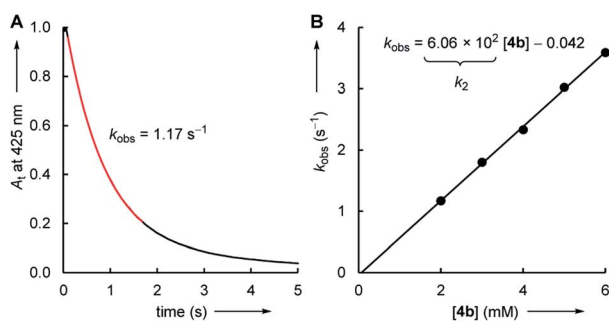 A
A_t at 425 nm
1.0
0.8
0.6
0.4
0.2
0.0
k_obs = 1.17 s⁻¹
0
1
2
3
4
5
time (s)
B
k_obs = 6.06 × 10² [4b] – 0.042
k₂
k_obs (s⁻¹)
4
3
2
1
0
2
4
6
[4b] (mM)